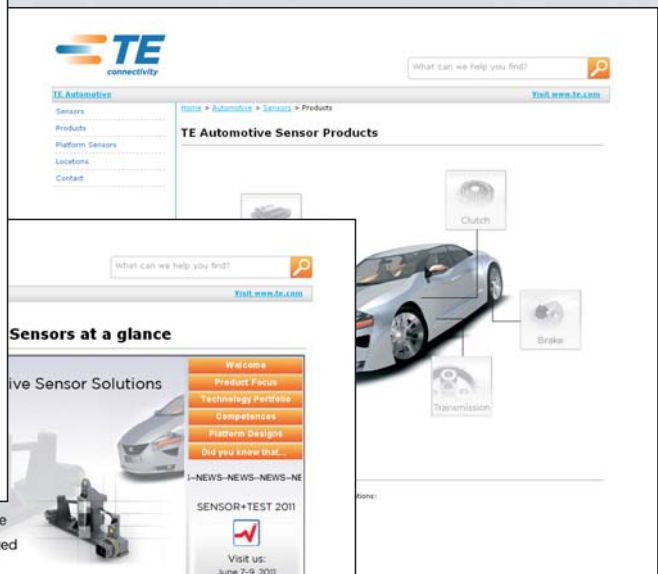 TE
connectivity
What can we help you find?
TE Automotive
Visit www.te.com
Sensors
Products
Platform Sensors
Locations
Contact
Home > Automotive > Sensors > Products
TE Automotive Sensor Products
Clutch
Brake
Transmission
What can we help you find?
Visit www.te.com
Sensors at a glance
Sensor Solutions
Welcome
Product Focus
Technology Portfolio
Competences
Platform Designs
Did you know that...
NEWS--NEWS--NEWS
SENSOR+TEST 2011
Visit us:
June 7-9, 2011